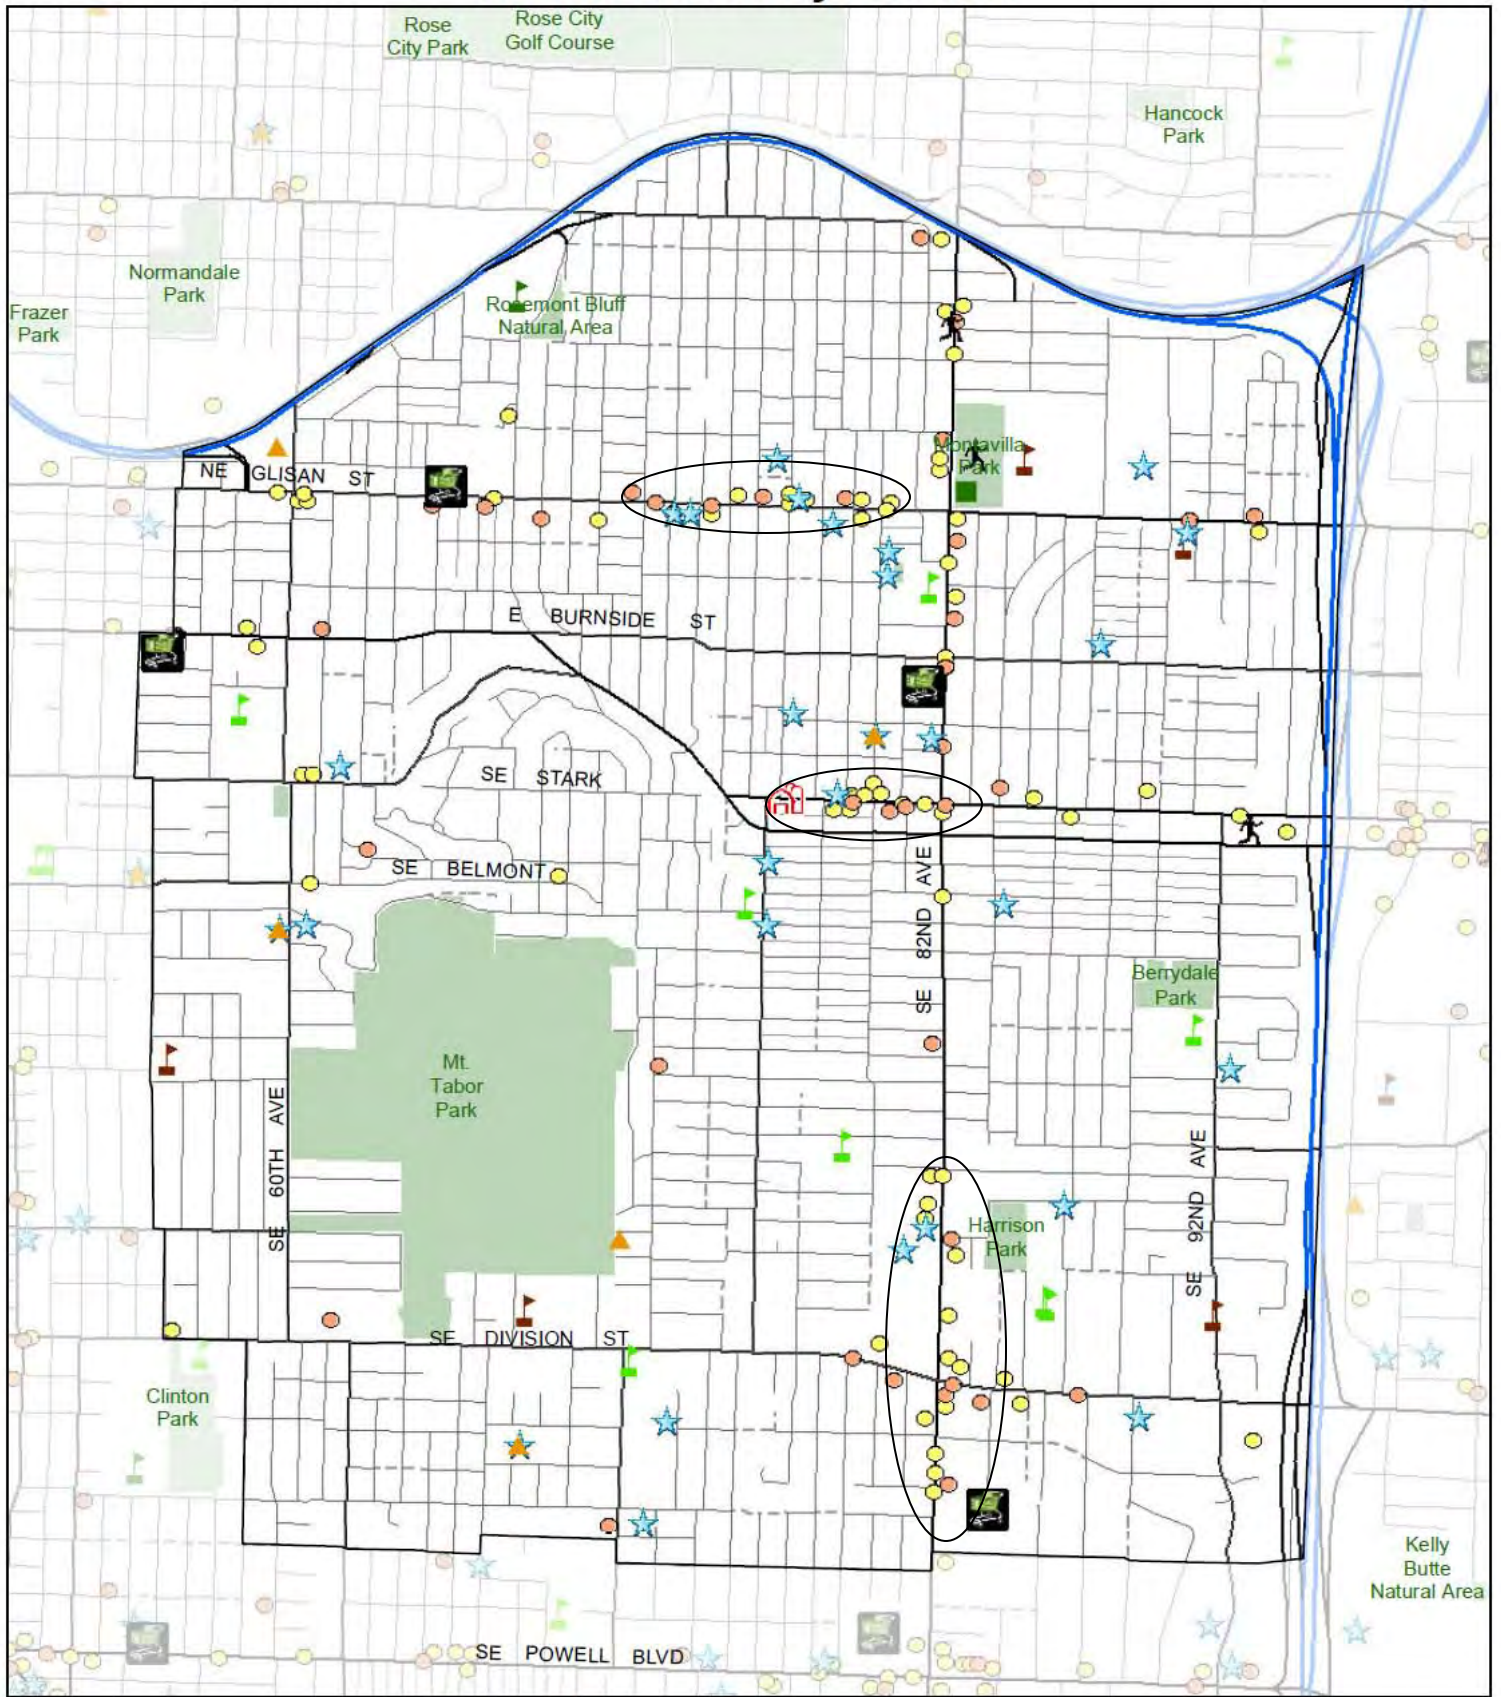 Rose
City Park
Rose City
Golf Course
Hancock
Park
Normandale
Park
Frazer
Park
Rosemont Bluff
Natural Area
Montavilla
Park
NE GLISAN ST
E BURNSIDE ST
SE STARK
SE BELMONT
SE 82ND AVE
Berrydale
Park
Mt.
Tabor
Park
SE 60TH AVE
SE 92ND AVE
Harrison
Park
SE DIVISION ST
Clinton
Park
Kelly
Butte
Natural Area
SE POWELL BLVD